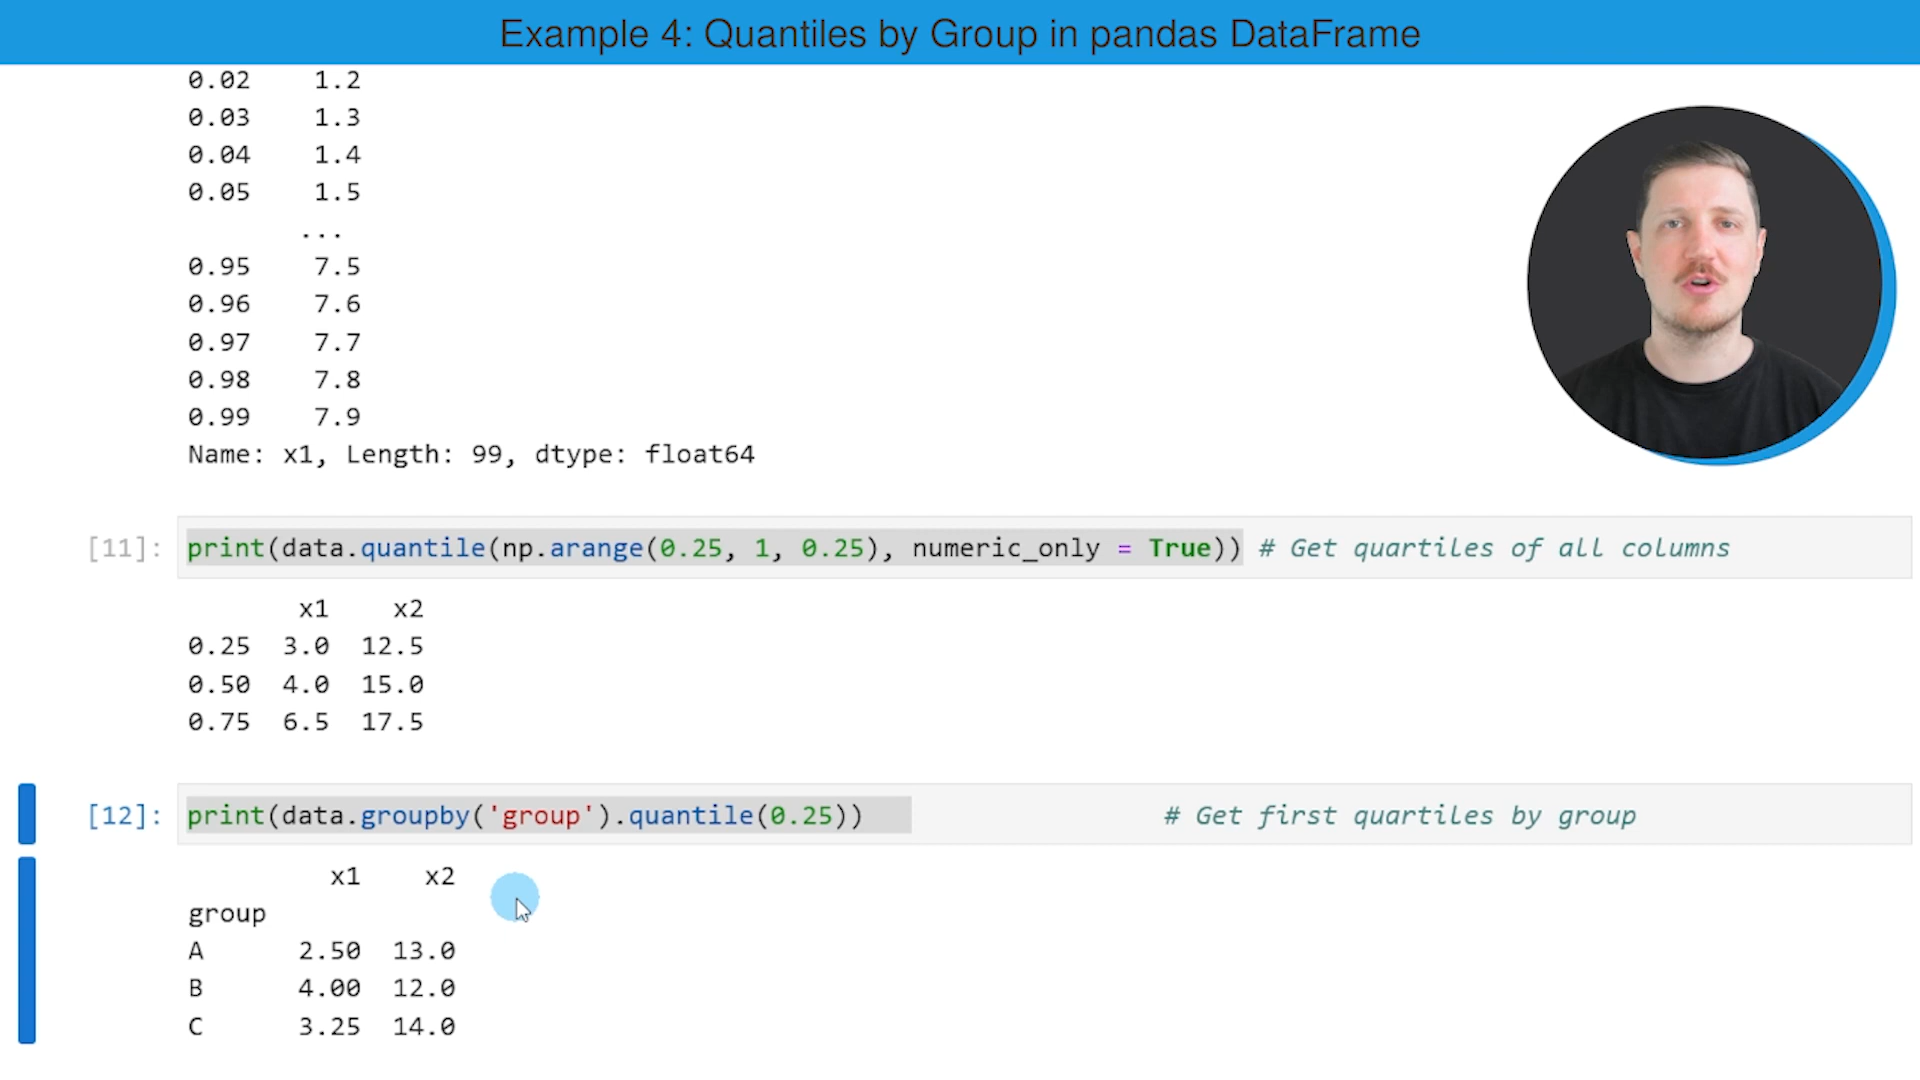 Example 4: Quantiles by Group in pandas DataFrame
0.02 1.2
0.03 1.3
0.04 1.4
0.05 1.5
...
0.95 7.5
0.96 7.6
0.97 7.7
0.98 7.8
0.99 7.9
Name: x1, Length: 99, dtype: float64
[11]: print(data.quantile(np.arange(0.25, 1, 0.25), numeric_only = True)) # Get quartiles of all columns
x1 x2
0.25 3.0 12.5
0.50 4.0 15.0
0.75 6.5 17.5
[12]: print(data.groupby('group').quantile(0.25)) # Get first quartiles by group
x1 x2
group
A 2.50 13.0
B 4.00 12.0
C 3.25 14.0